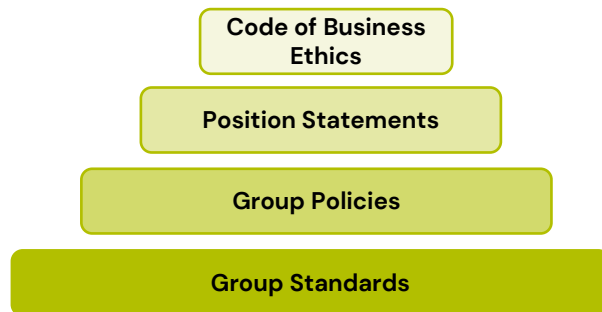 Code of Business
Ethics
Position Statements
Group Policies
Group Standards